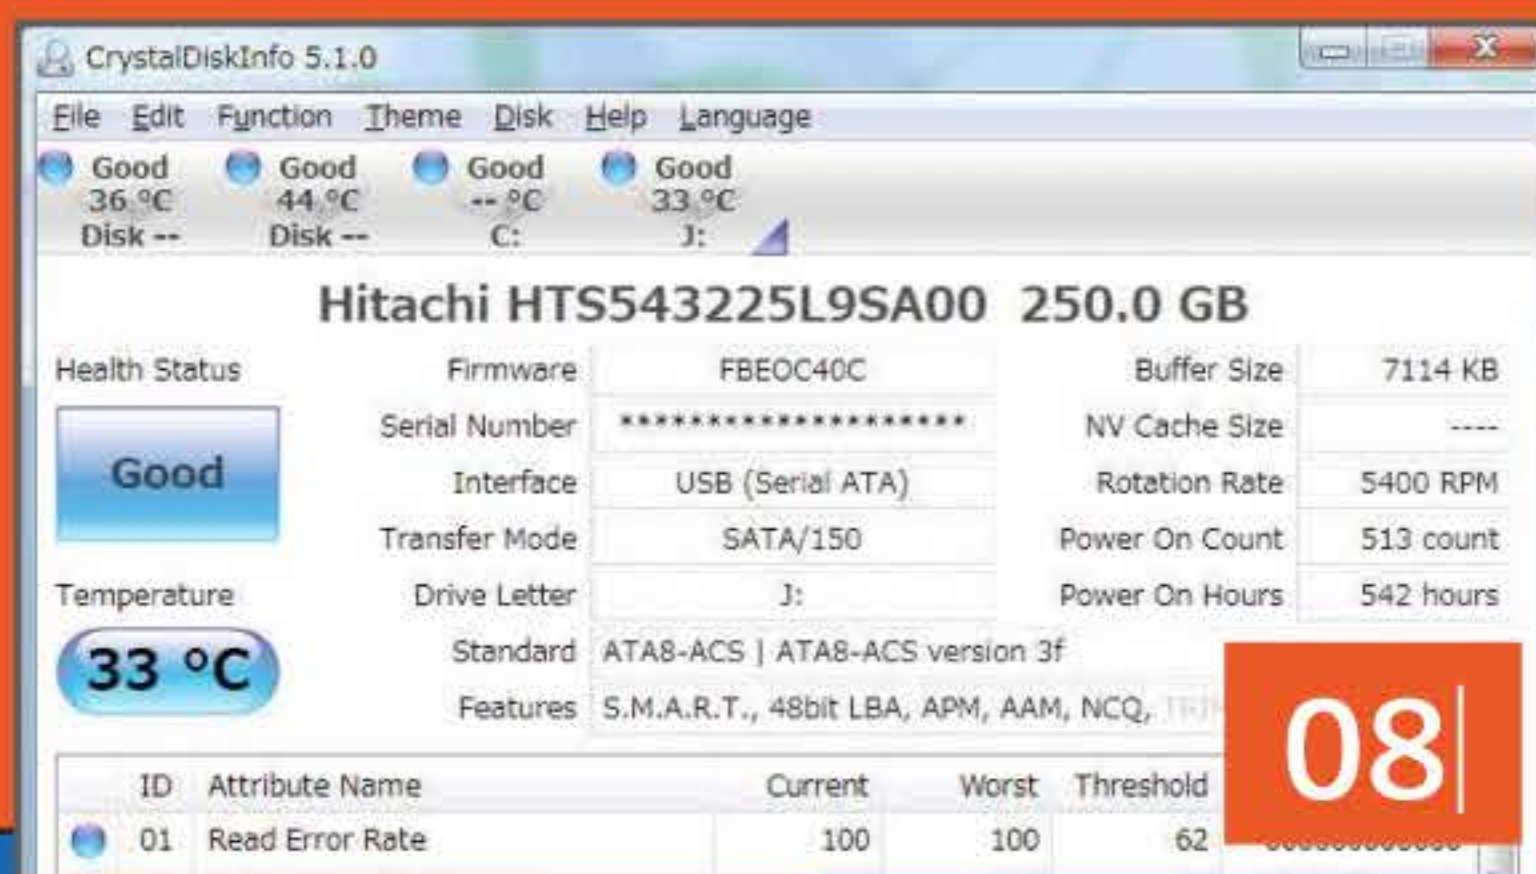 CrystalDiskInfo 5.1.0
File Edit Function Theme Disk Help Language
Good Good Good Good
36 °C 44 °C -- °C 33 °C
Disk -- Disk -- C: J:
Hitachi HTS543225L9SA00 250.0 GB
Health Status Firmware FBEOC40C Buffer Size 7114 KB
Serial Number ******************** NV Cache Size ----
Good Interface USB (Serial ATA) Rotation Rate 5400 RPM
Transfer Mode SATA/150 Power On Count 513 count
Temperature Drive Letter J: Power On Hours 542 hours
33 °C Standard ATA8-ACS | ATA8-ACS version 3f
Features S.M.A.R.T., 48bit LBA, APM, AAM, NCQ,
08
ID Attribute Name Current Worst Threshold
01 Read Error Rate 100 100 62